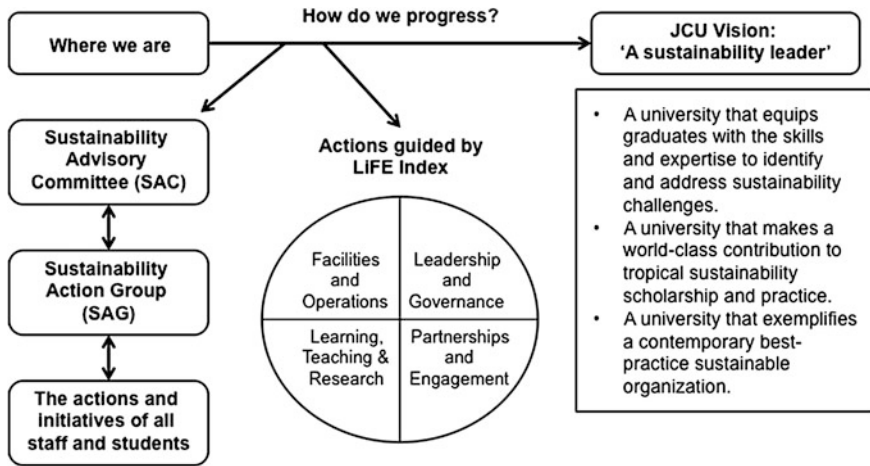 How do we progress?
Where we are
JCU Vision:
‘A sustainability leader’
Sustainability
Advisory
Committee (SAC)
Sustainability
Action Group
(SAG)
The actions and
initiatives of all
staff and students
Actions guided by
LiFE Index
Facilities
and
Operations
Leadership
and
Governance
Learning,
Teaching &
Research
Partnerships
and
Engagement
• A university that equips
graduates with the skills
and expertise to identify
and address sustainability
challenges.
• A university that makes a
world-class contribution to
tropical sustainability
scholarship and practice.
• A university that exemplifies
a contemporary best-
practice sustainable
organization.